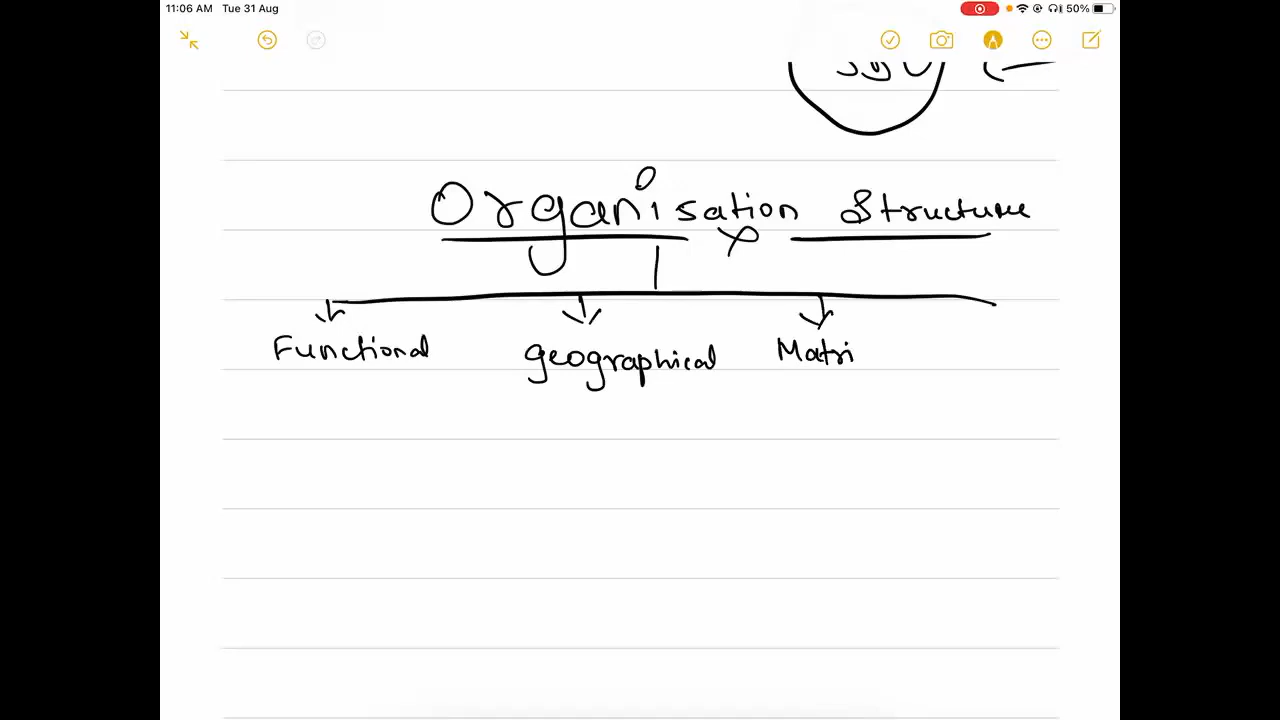 11:06 AM Tue 31 Aug 50%
Organisation Structure
Functional geographical Matri